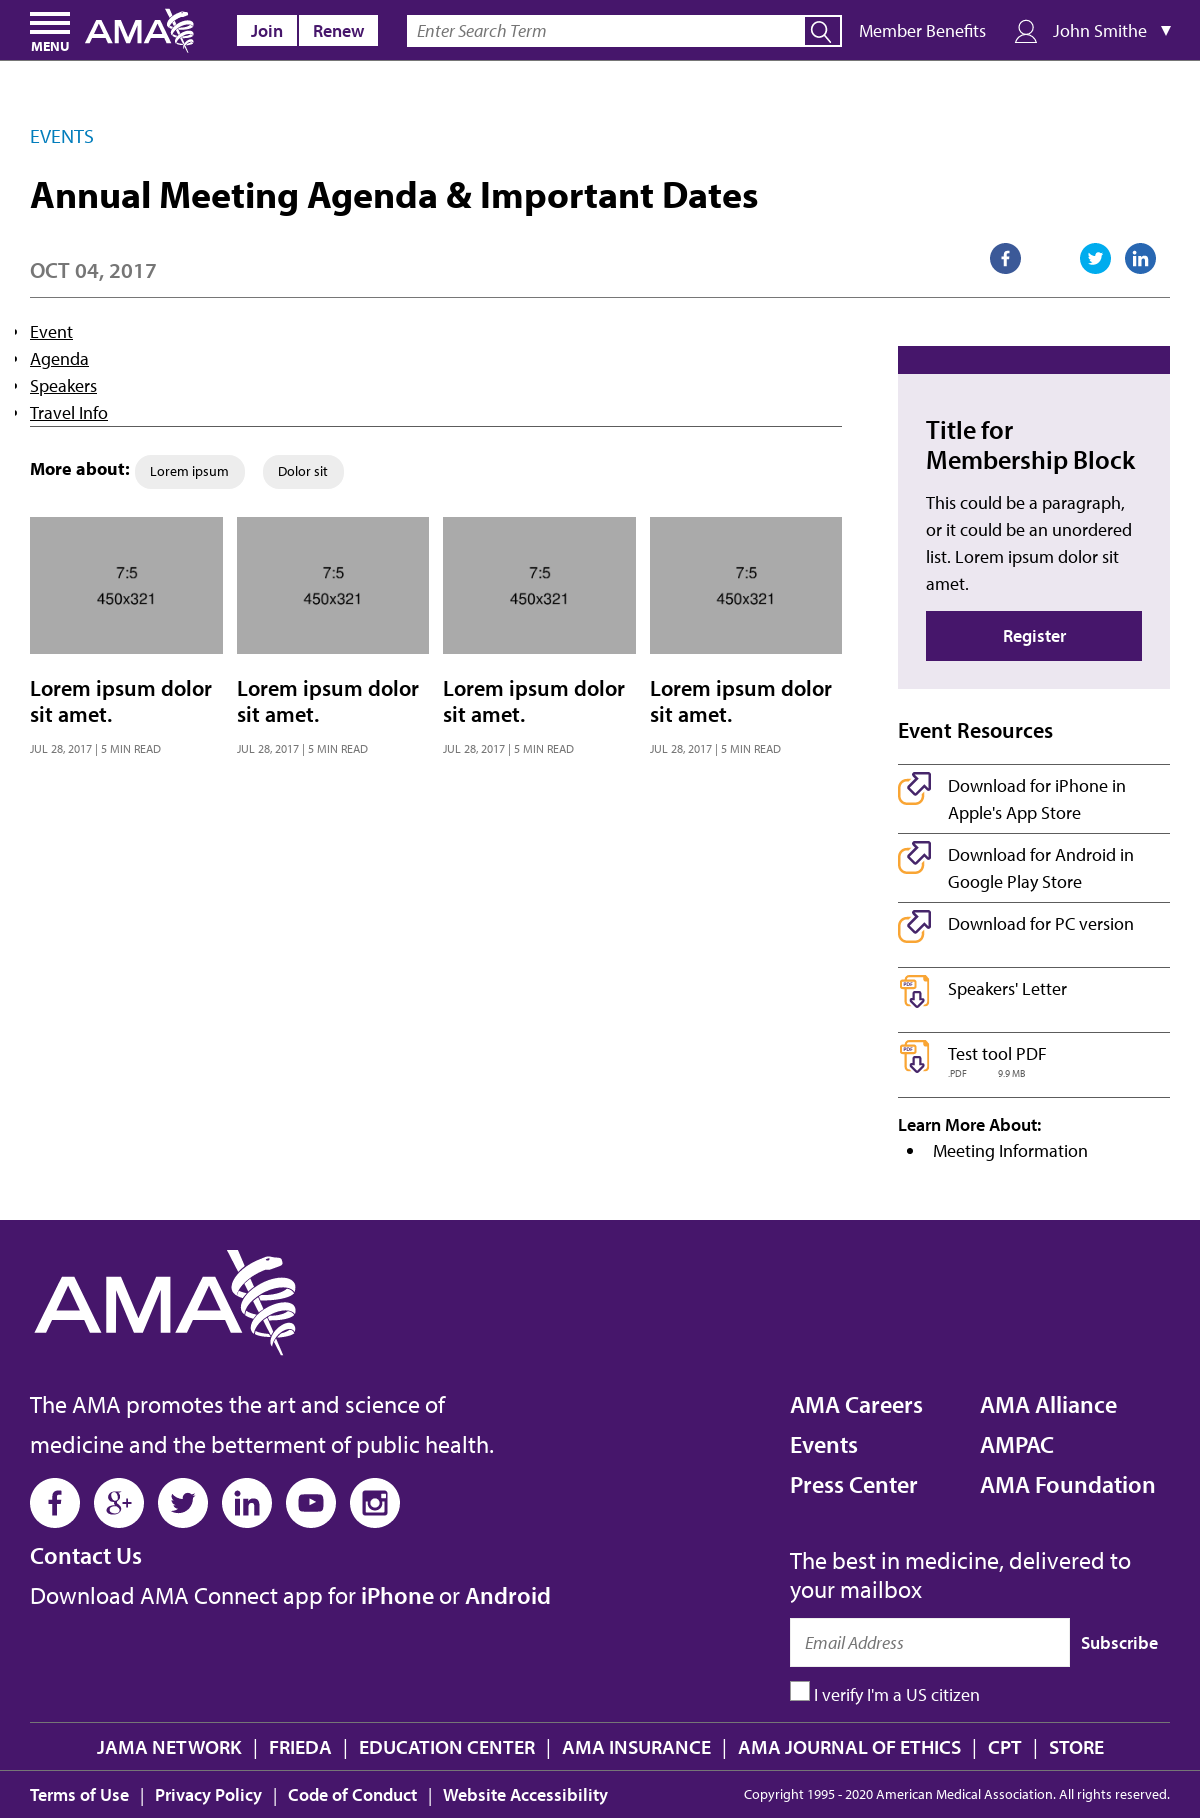 MENU
AMA
Join
Renew
Enter Search Term
Member Benefits
John Smithe ▼
EVENTS
Annual Meeting Agenda & Important Dates
OCT 04, 2017
Event
Agenda
Speakers
Travel Info
More about: Lorem ipsum Dolor sit
7:5
450x321
Lorem ipsum dolor
sit amet.
JUL 28, 2017 | 5 MIN READ
7:5
450x321
Lorem ipsum dolor
sit amet.
JUL 28, 2017 | 5 MIN READ
7:5
450x321
Lorem ipsum dolor
sit amet.
JUL 28, 2017 | 5 MIN READ
7:5
450x321
Lorem ipsum dolor
sit amet.
JUL 28, 2017 | 5 MIN READ
Title for
Membership Block
This could be a paragraph,
or it could be an unordered
list. Lorem ipsum dolor sit
amet.
Register
Event Resources
Download for iPhone in
Apple's App Store
Download for Android in
Google Play Store
Download for PC version
PDF
Speakers' Letter
PDF
Test tool PDF
.PDF 9.9 MB
Learn More About:
Meeting Information
AMA
The AMA promotes the art and science of
medicine and the betterment of public health.
Contact Us
Download AMA Connect app for iPhone or Android
AMA Careers
Events
Press Center
AMA Alliance
AMPAC
AMA Foundation
The best in medicine, delivered to
your mailbox
Email Address
Subscribe
I verify I'm a US citizen
JAMA NETWORK | FRIEDA | EDUCATION CENTER | AMA INSURANCE | AMA JOURNAL OF ETHICS | CPT | STORE
Terms of Use | Privacy Policy | Code of Conduct | Website Accessibility
Copyright 1995 - 2020 American Medical Association. All rights reserved.